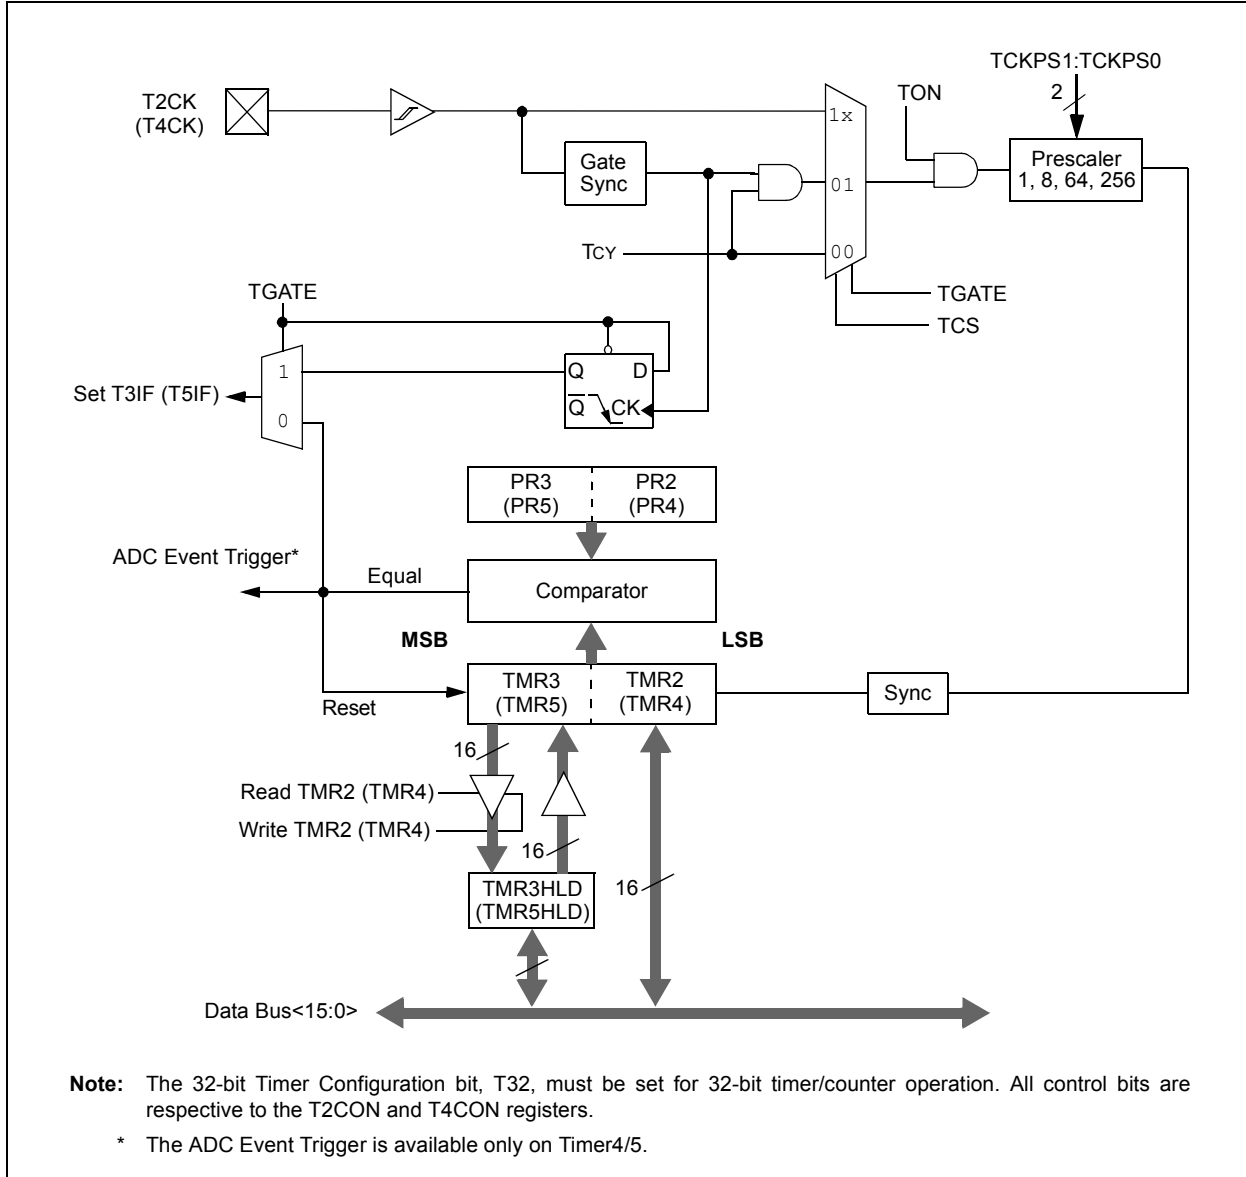 TCKPS1:TCKPS0
2
T2CK
(T4CK)
TON
1x
Prescaler
1, 8, 64, 256
Gate
Sync
01
TCY
00
TGATE
TCS
TGATE
1
Q
D
Set T3IF (T5IF)
0
Q
CK
PR3
(PR5)
PR2
(PR4)
ADC Event Trigger*
Equal
Comparator
MSB
LSB
TMR3
(TMR5)
TMR2
(TMR4)
Sync
Reset
16
Read TMR2 (TMR4)
Write TMR2 (TMR4)
16
TMR3HLD
(TMR5HLD)
16
Data Bus<15:0>
Note: The 32-bit Timer Configuration bit, T32, must be set for 32-bit timer/counter operation. All control bits are
respective to the T2CON and T4CON registers.
* The ADC Event Trigger is available only on Timer4/5.